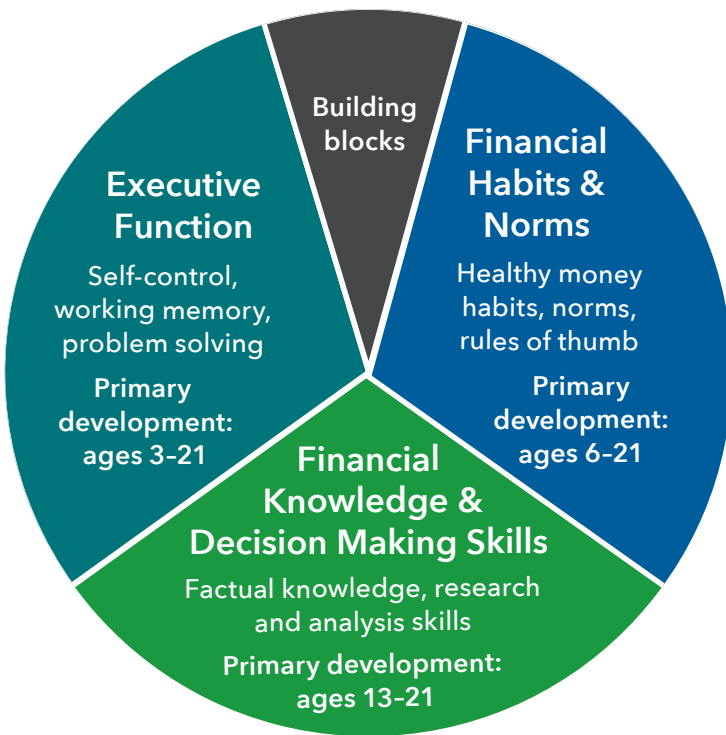 Building
blocks
Executive
Function
Self-control,
working memory,
problem solving
Primary
development:
ages 3–21
Financial
Habits &
Norms
Healthy money
habits, norms,
rules of thumb
Primary
development:
ages 6–21
Financial
Knowledge &
Decision Making Skills
Factual knowledge, research
and analysis skills
Primary development:
ages 13–21